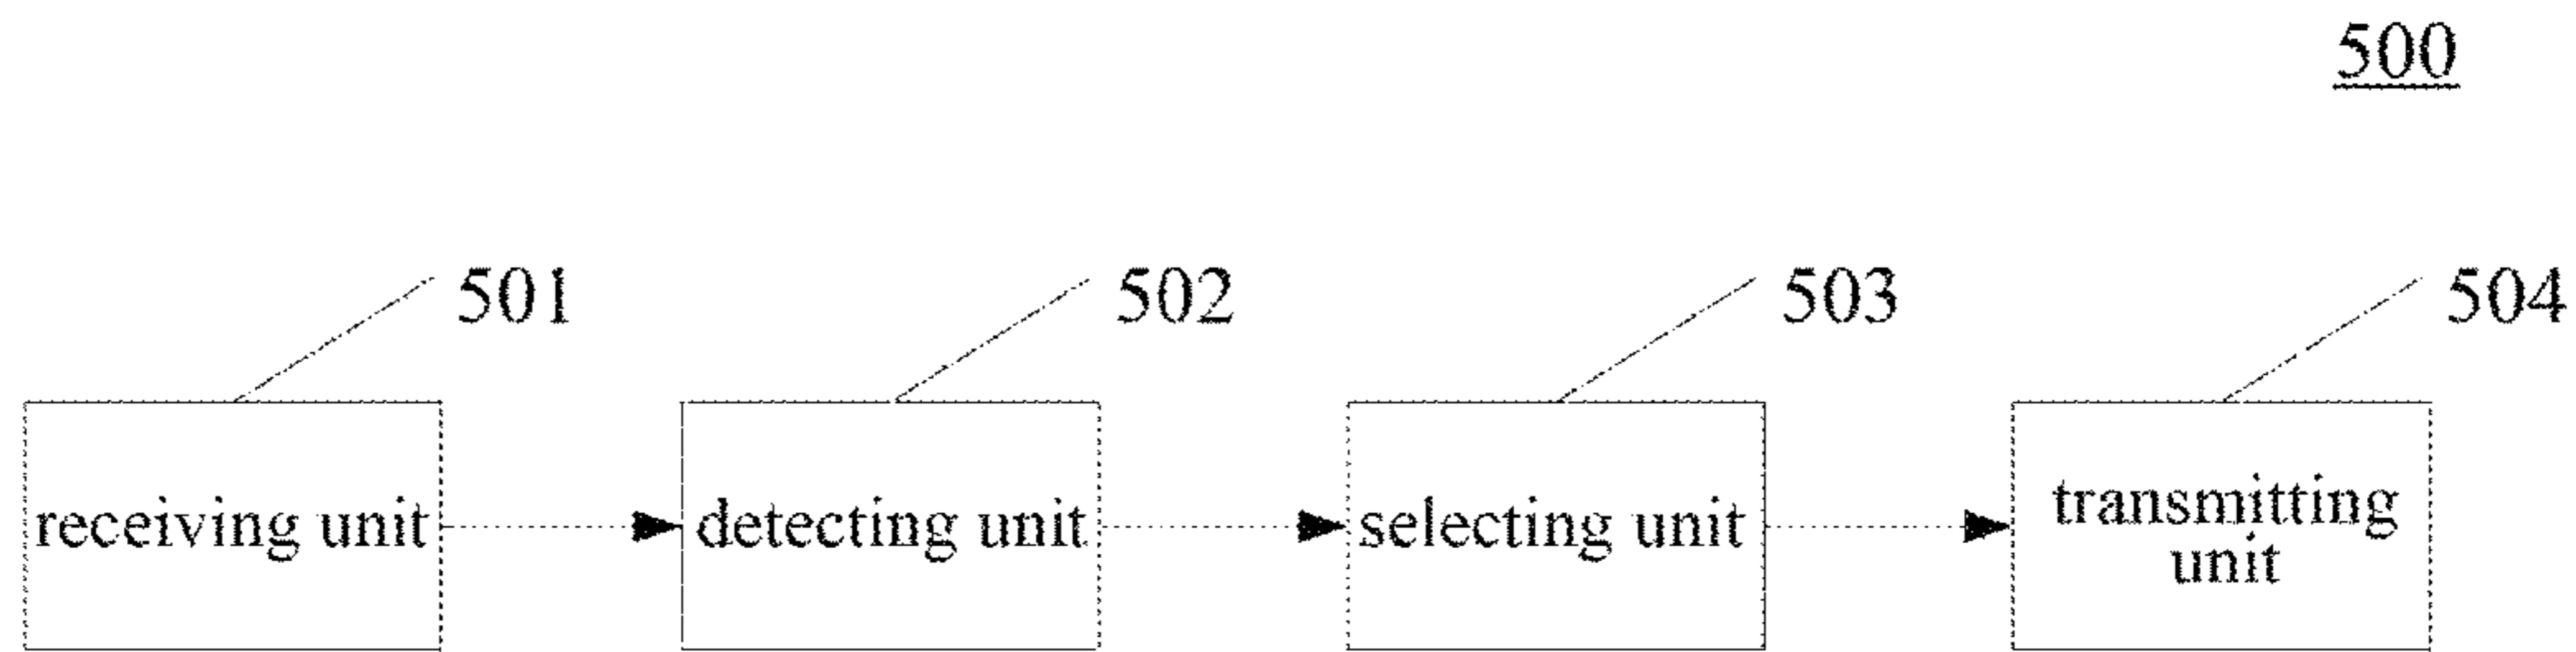 500
501
502
503
504
receiving unit
detecting unit
selecting unit
transmitting
unit